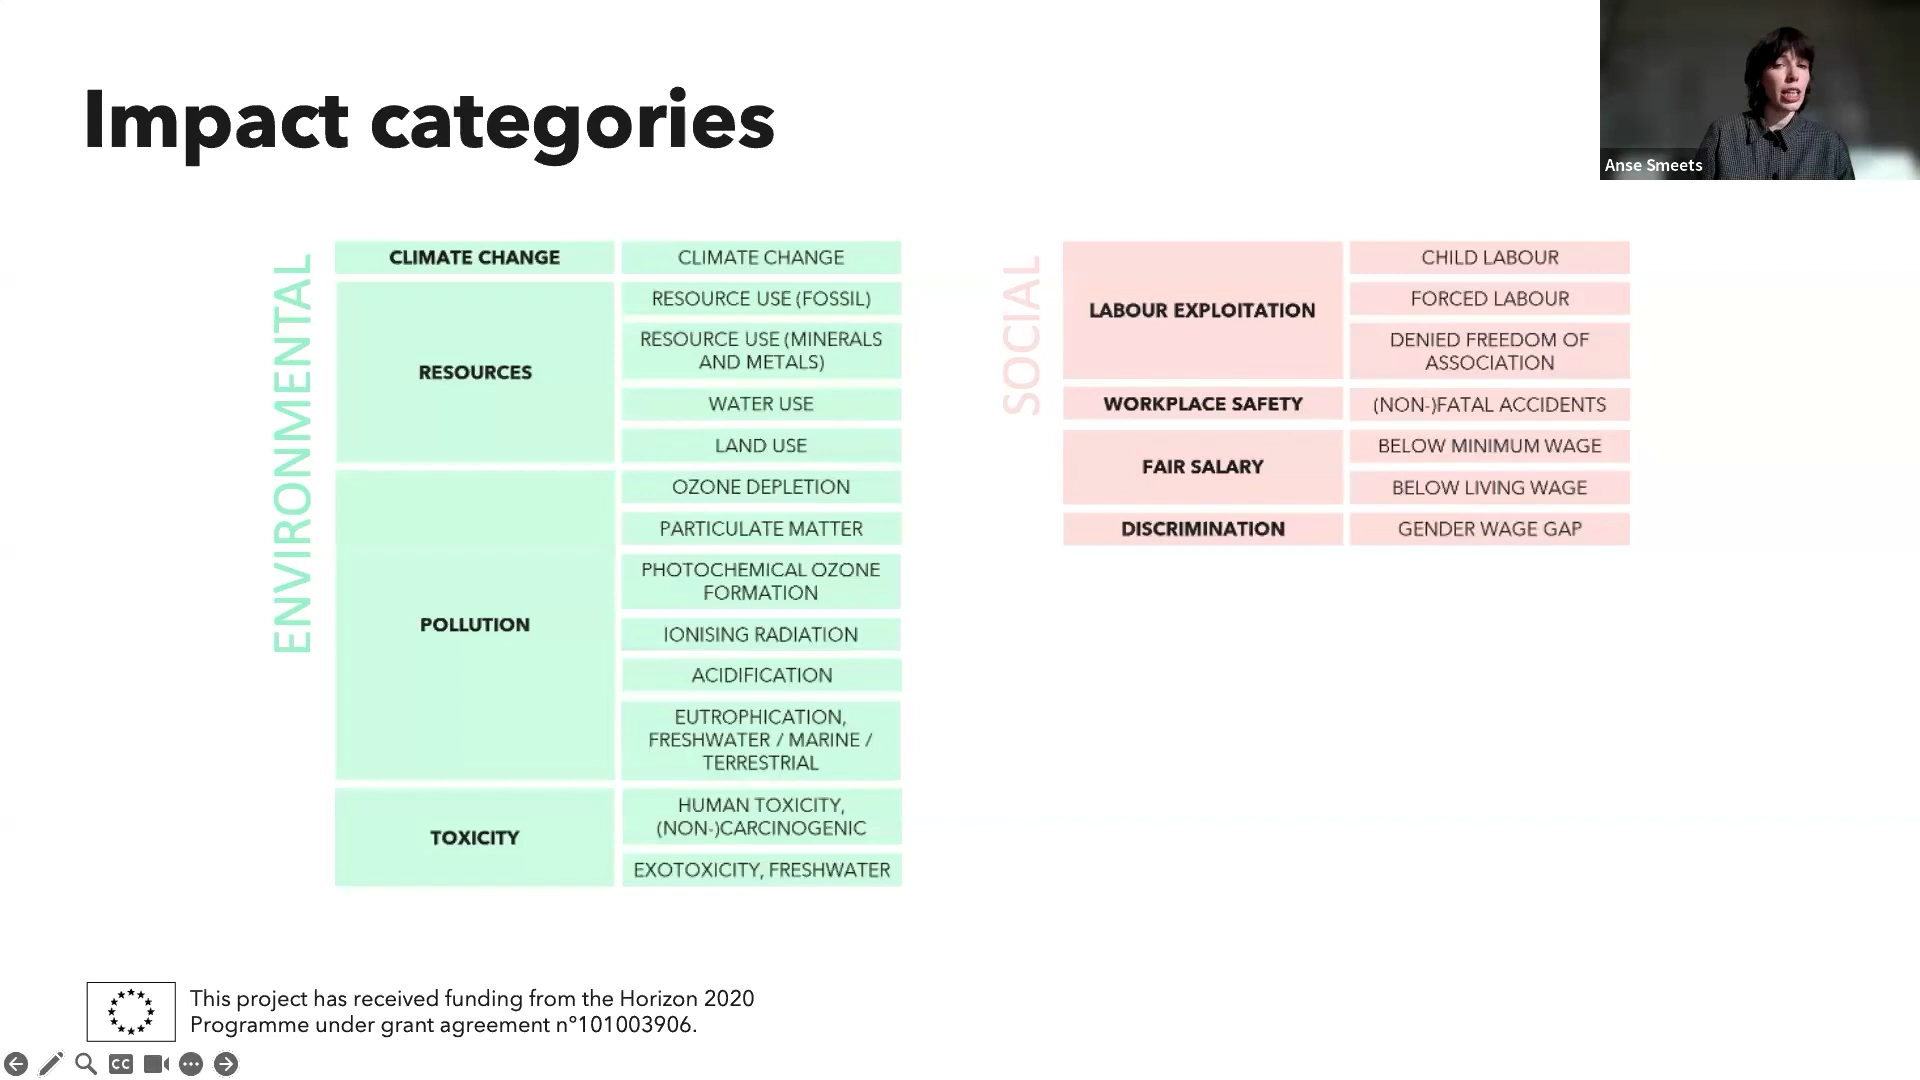 Impact categories
Anse Smeets
ENVIRONMENTAL
CLIMATE CHANGE
CLIMATE CHANGE
RESOURCES
RESOURCE USE (FOSSIL)
RESOURCE USE (MINERALS
AND METALS)
WATER USE
LAND USE
POLLUTION
OZONE DEPLETION
PARTICULATE MATTER
PHOTOCHEMICAL OZONE
FORMATION
IONISING RADIATION
ACIDIFICATION
EUTROPHICATION,
FRESHWATER / MARINE /
TERRESTRIAL
TOXICITY
HUMAN TOXICITY,
(NON-)CARCINOGENIC
EXOTOXICITY, FRESHWATER
SOCIAL
LABOUR EXPLOITATION
CHILD LABOUR
FORCED LABOUR
DENIED FREEDOM OF
ASSOCIATION
WORKPLACE SAFETY
(NON-)FATAL ACCIDENTS
FAIR SALARY
BELOW MINIMUM WAGE
BELOW LIVING WAGE
DISCRIMINATION
GENDER WAGE GAP
This project has received funding from the Horizon 2020
Programme under grant agreement n°101003906.
CC